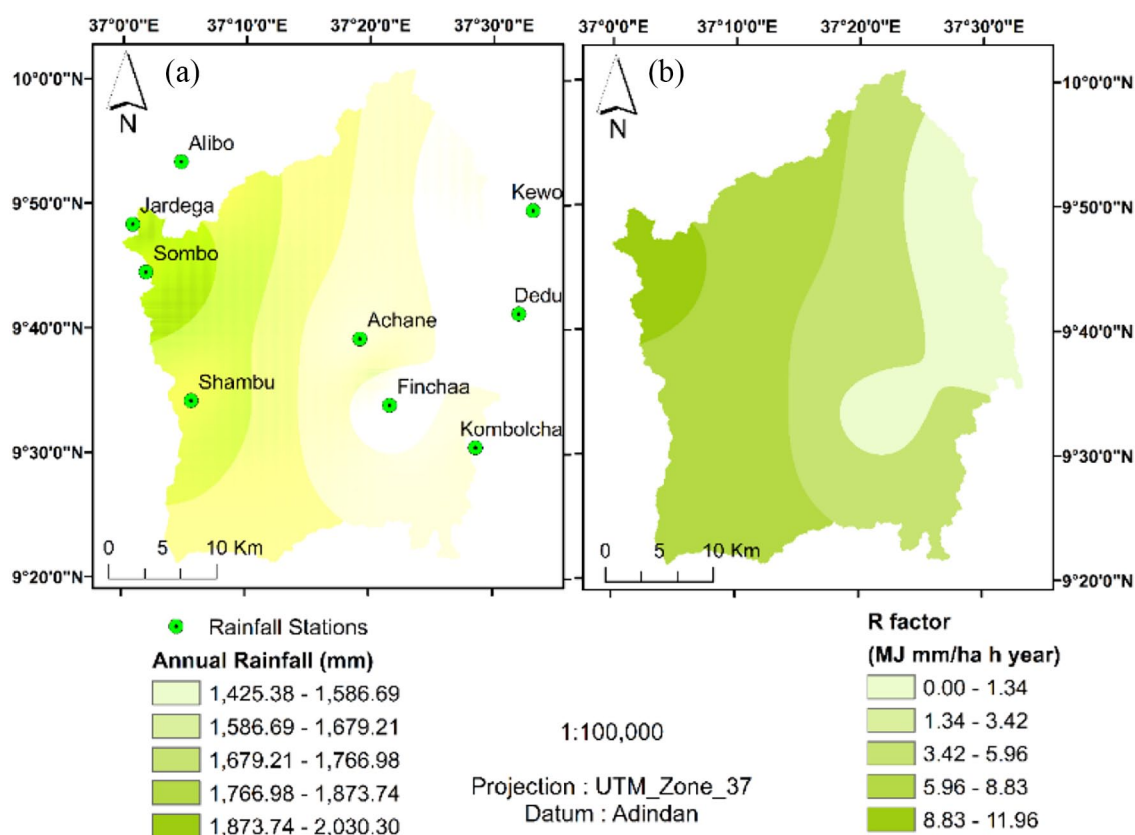 37°0'0"E 37°10'0"E 37°20'0"E 37°30'0"E
37°0'0"E 37°10'0"E 37°20'0"E 37°30'0"E
(a)
(b)
10°0'0"N
10°0'0"N
N
N
Alibo
Kewo
9°50'0"N
9°50'0"N
Jardega
Sombo
Dedu
9°40'0"N
9°40'0"N
Achane
Shambu
Finchaa
Kombolcha
9°30'0"N
9°30'0"N
0 5 10 Km
0 5 10 Km
9°20'0"N
9°20'0"N
Rainfall Stations
Annual Rainfall (mm)
1,425.38 - 1,586.69
1,586.69 - 1,679.21
1,679.21 - 1,766.98
1,766.98 - 1,873.74
1,873.74 - 2,030.30
1:100,000
Projection : UTM_Zone_37
Datum : Adindan
R factor
(MJ mm/ha h year)
0.00 - 1.34
1.34 - 3.42
3.42 - 5.96
5.96 - 8.83
8.83 - 11.96